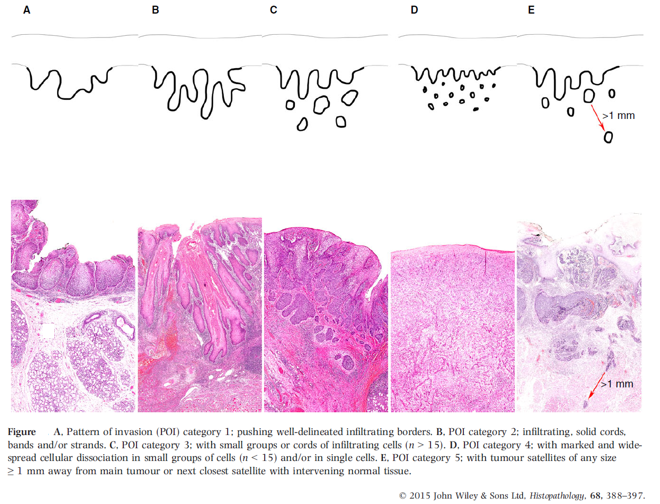 A B C D E
>1 mm
>1 mm
Figure A, Pattern of invasion (POI) category 1; pushing well-delineated infiltrating borders. B, POI category 2; infiltrating, solid cords,
bands and/or strands. C, POI category 3; with small groups or cords of infiltrating cells (n > 15). D, POI category 4; with marked and wide-
spread cellular dissociation in small groups of cells (n < 15) and/or in single cells. E, POI category 5; with tumour satellites of any size
≥ 1 mm away from main tumour or next closest satellite with intervening normal tissue.
© 2015 John Wiley & Sons Ltd, Histopathology, 68, 388–397.